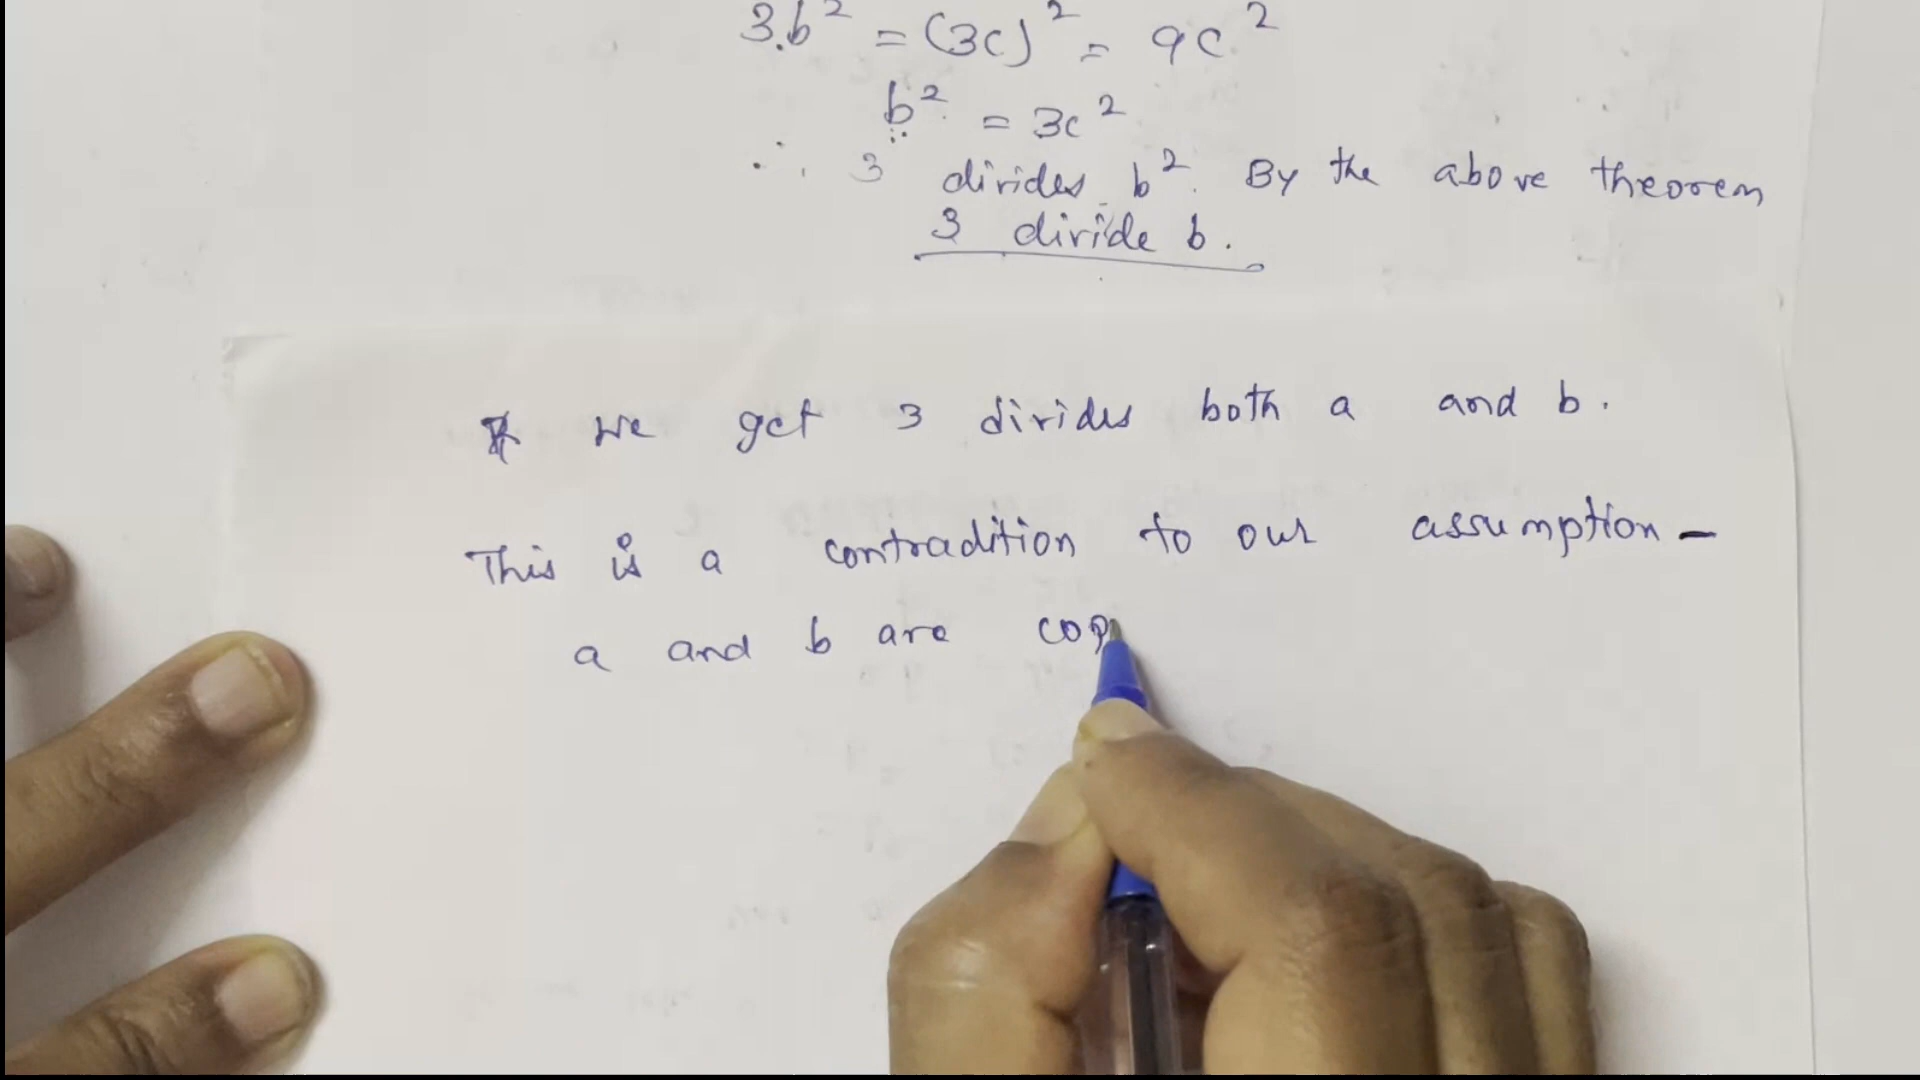 3.b² = (3c)² = 9c²
b² = 3c²
∴ 3 divides b². By the above theorem
3 divide b.
we get 3 divides both a and b.
This is a contradition to our assumption -
a and b are cop